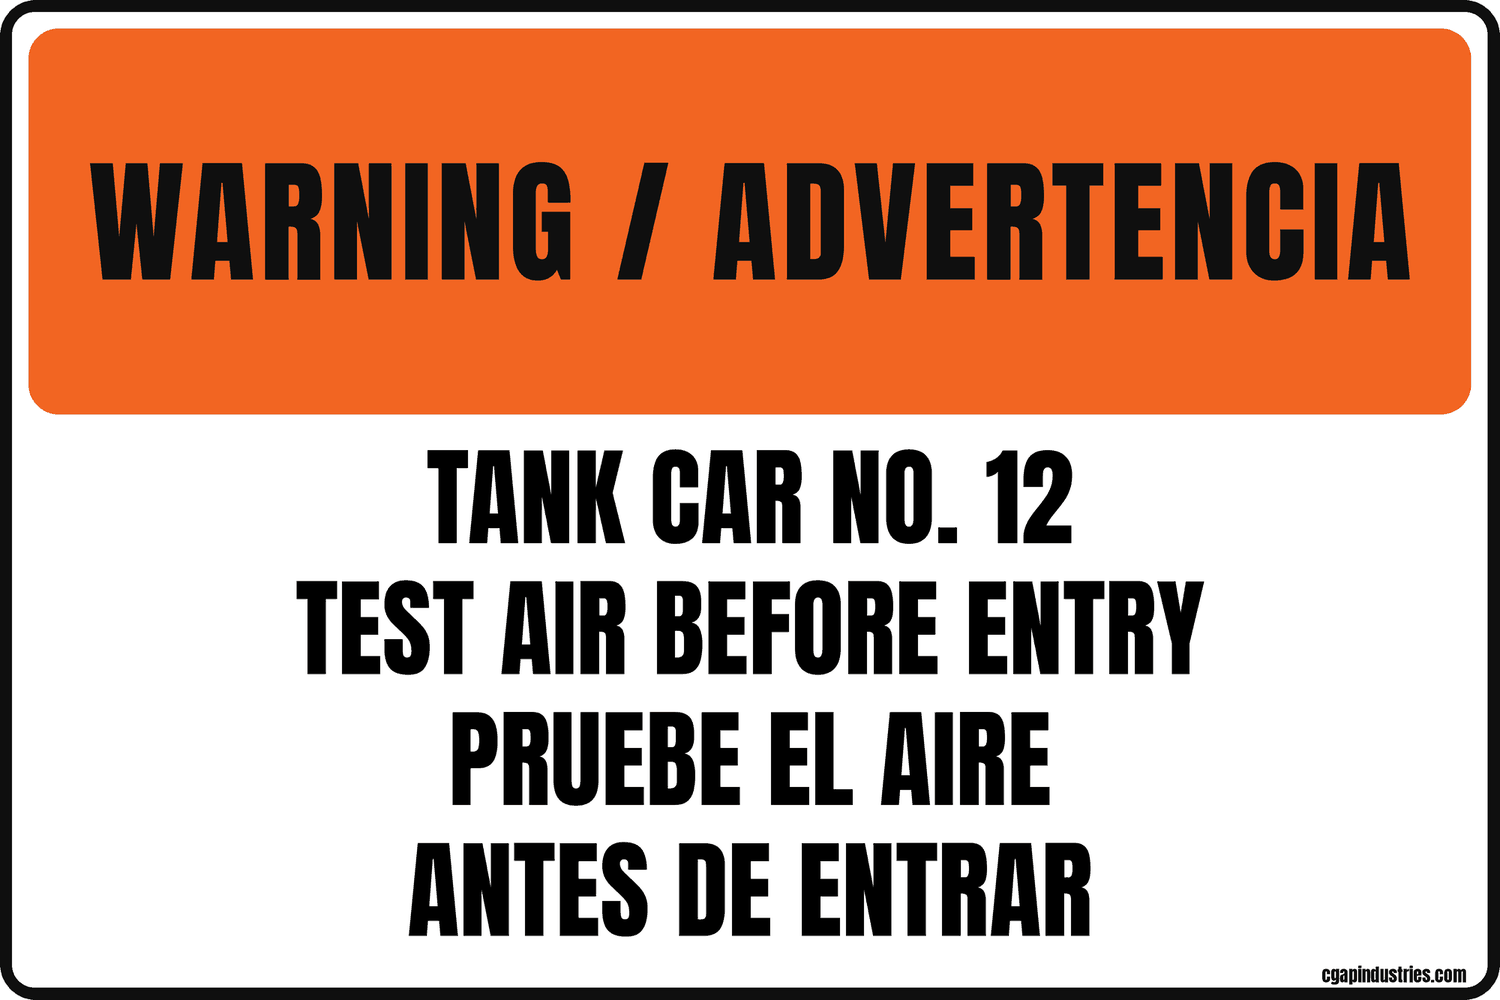 WARNING / ADVERTENCIA
TANK CAR NO. 12
TEST AIR BEFORE ENTRY
PRUEBE EL AIRE
ANTES DE ENTRAR
cgapindustries.com